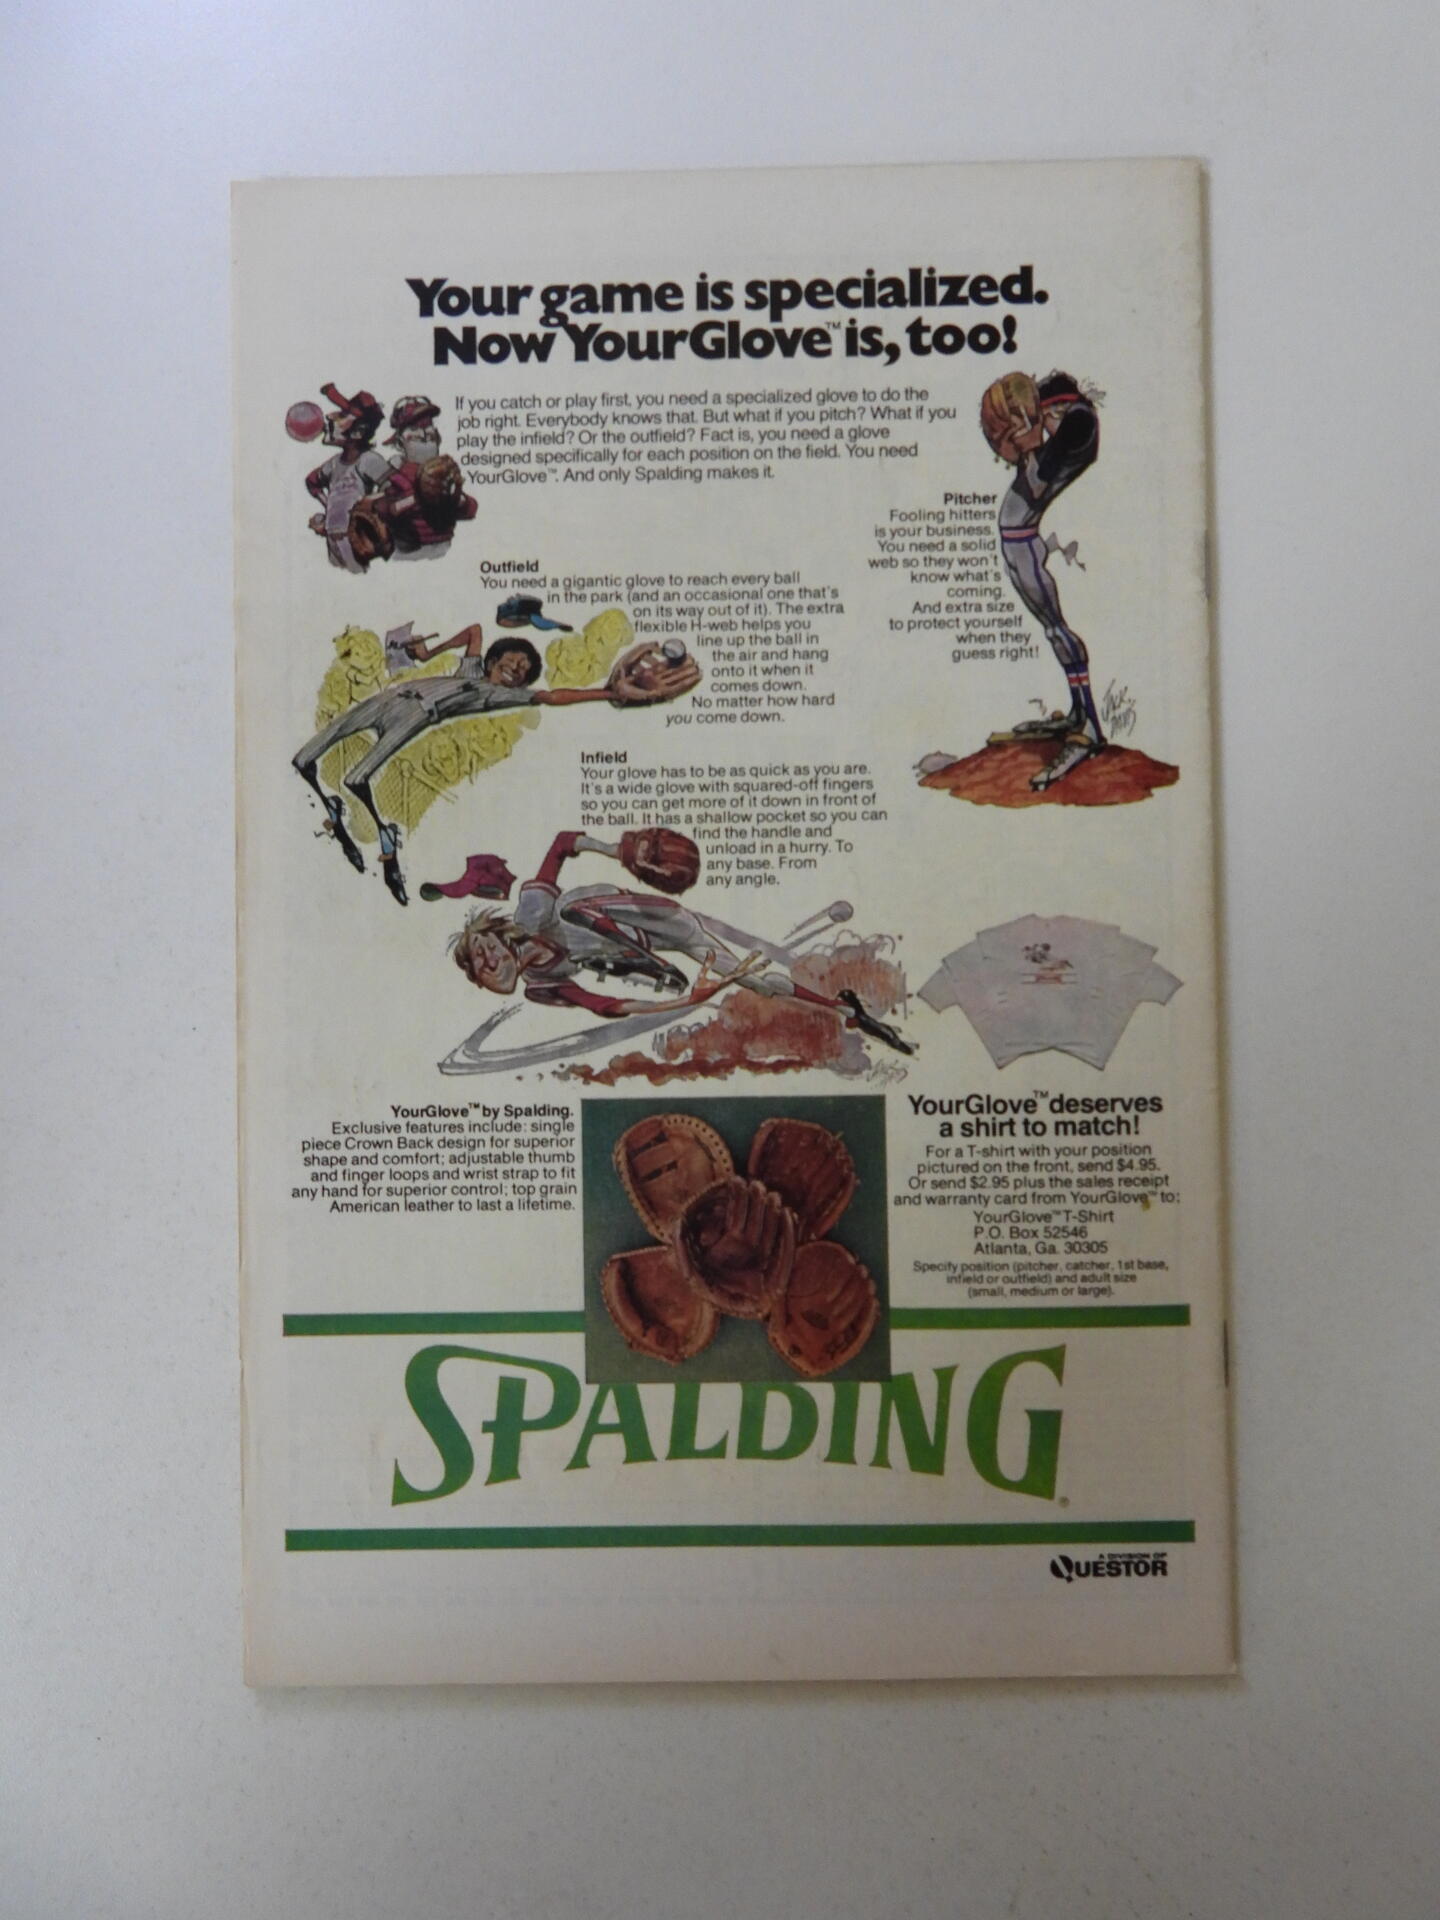 Your game is specialized.
Now YourGlove™ is, too!
If you catch or play first, you need a specialized glove to do the
job right. Everybody knows that. But what if you pitch? What if you
play the infield? Or the outfield? Fact is, you need a glove
designed specifically for each position on the field. You need
YourGlove™. And only Spalding makes it.
Pitcher
Fooling hitters
is your business.
You need a solid
web so they won't
know what's
coming.
And extra size
to protect yourself
when they
guess right!
Outfield
You need a gigantic glove to reach every ball
in the park (and an occasional one that's
on its way out of it). The extra
flexible H-web helps you
line up the ball in
the air and hang
onto it when it
comes down.
No matter how hard
you come down.
JACK
DAVIS
Infield
Your glove has to be as quick as you are.
It's a wide glove with squared-off fingers
so you can get more of it down in front of
the ball. It has a shallow pocket so you can
find the handle and
unload in a hurry. To
any base. From
any angle.
YourGlove™ by Spalding.
Exclusive features include: single
piece Crown Back design for superior
shape and comfort; adjustable thumb
and finger loops and wrist strap to fit
any hand for superior control; top grain
American leather to last a lifetime.
YourGlove™ deserves
a shirt to match!
For a T-shirt with your position
pictured on the front, send $4.95.
Or send $2.95 plus the sales receipt
and warranty card from YourGlove™ to:
YourGlove™ T-Shirt
P.O. Box 52546
Atlanta, Ga. 30305
Specify position (pitcher, catcher, 1st base,
infield or outfield) and adult size
(small, medium or large).
SPALDING®
A DIVISION OF
QUESTOR